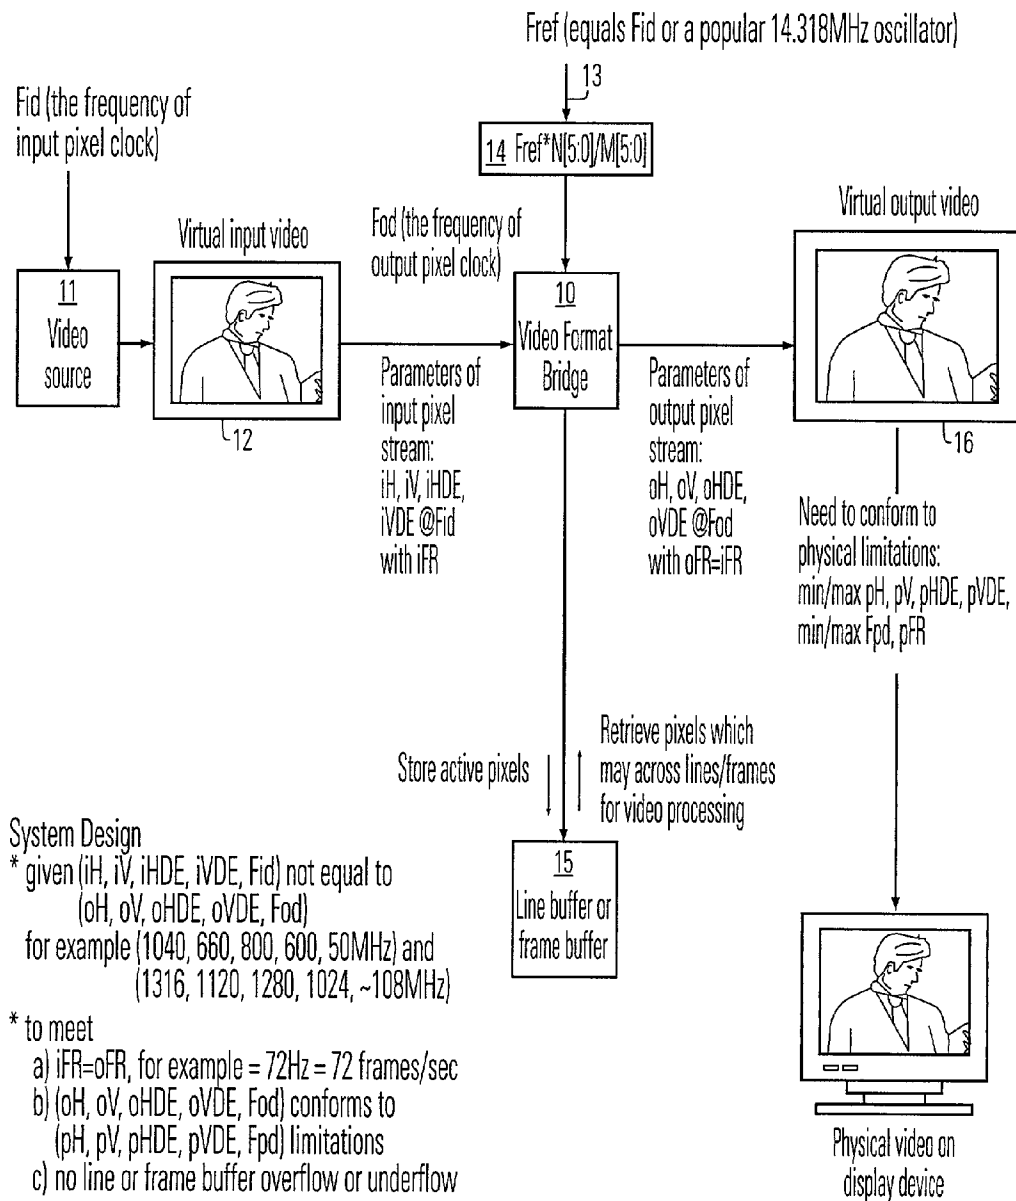 Fref (equals Fid or a popular 14.318MHz oscillator)
13
Fid (the frequency of
input pixel clock)
14 Fref*N[5:0]/M[5:0]
Virtual input video
Fod (the frequency of
output pixel clock)
Virtual output video
11
Video
source
12
10
Video Format
Bridge
16
Parameters of
input pixel
stream:
iH, iV, iHDE,
iVDE @Fid
with iFR
Parameters of
output pixel
stream:
oH, oV, oHDE,
oVDE @Fod
with oFR=iFR
Need to conform to
physical limitations:
min/max pH, pV, pHDE, pVDE,
min/max Fpd, pFR
Store active pixels
Retrieve pixels which
may across lines/frames
for video processing
15
Line buffer or
frame buffer
System Design
* given (iH, iV, iHDE, iVDE, Fid) not equal to
(oH, oV, oHDE, oVDE, Fod)
for example (1040, 660, 800, 600, 50MHz) and
(1316, 1120, 1280, 1024, ~108MHz)
* to meet
a) iFR=oFR, for example = 72Hz = 72 frames/sec
b) (oH, oV, oHDE, oVDE, Fod) conforms to
(pH, pV, pHDE, pVDE, Fpd) limitations
c) no line or frame buffer overflow or underflow
Physical video on
display device